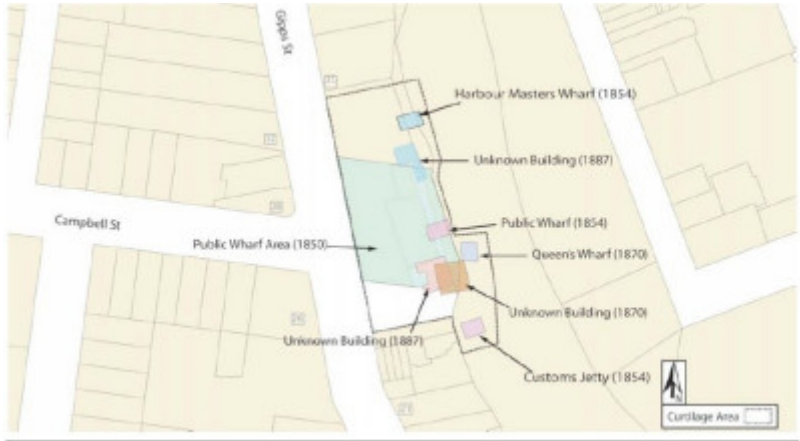 Gipps St
Harbour Masters Wharf (1854)
Unknown Building (1887)
Campbell St
Public Wharf (1854)
Public Wharf Area (1850)
Queen's Wharf (1870)
Unknown Building (1870)
Unknown Building (1887)
Customs Jetty (1854)
Curtilage Area